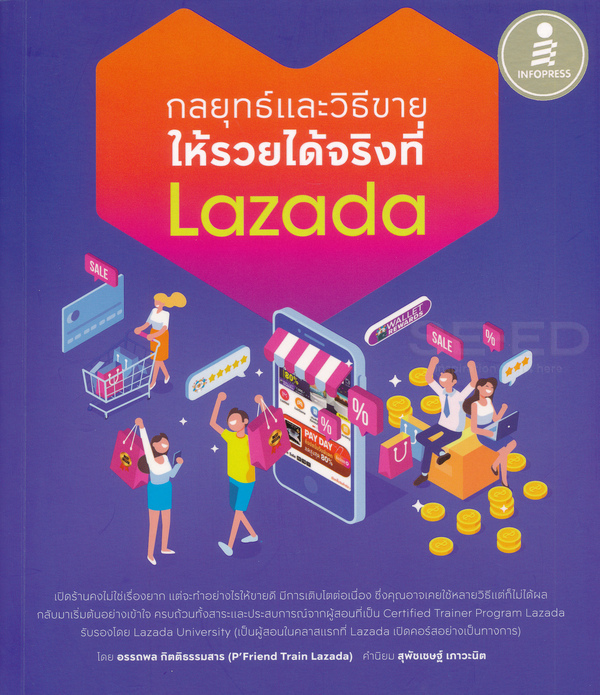 INFOPRESS
กลยุทธ์และวิธีขาย
ให้รวยได้จริงที่
Lazada
SALE
WALLET
REWARDS
SE-ED
SALE
%
80%
%
%
PAY DAY
80%
เปิดร้านคงไม่ใช่เรื่องยาก แต่จะทำอย่างไรให้ขายดี มีการเติบโตต่อเนื่อง ซึ่งคุณอาจเคยใช้หลายวิธีแต่ก็ไม่ได้ผล
กลับมาเริ่มต้นอย่างเข้าใจ ครบถ้วนทั้งสาระและประสบการณ์จากผู้สอนที่เป็น Certified Trainer Program Lazada
รับรองโดย Lazada University (เป็นผู้สอนในคลาสแรกที่ Lazada เปิดคอร์สอย่างเป็นทางการ)
โดย อรรถพล กิตติธรรมสาร (P'Friend Train Lazada) คำนิยม สุพัชเชษฐ์ เภาวะนิต